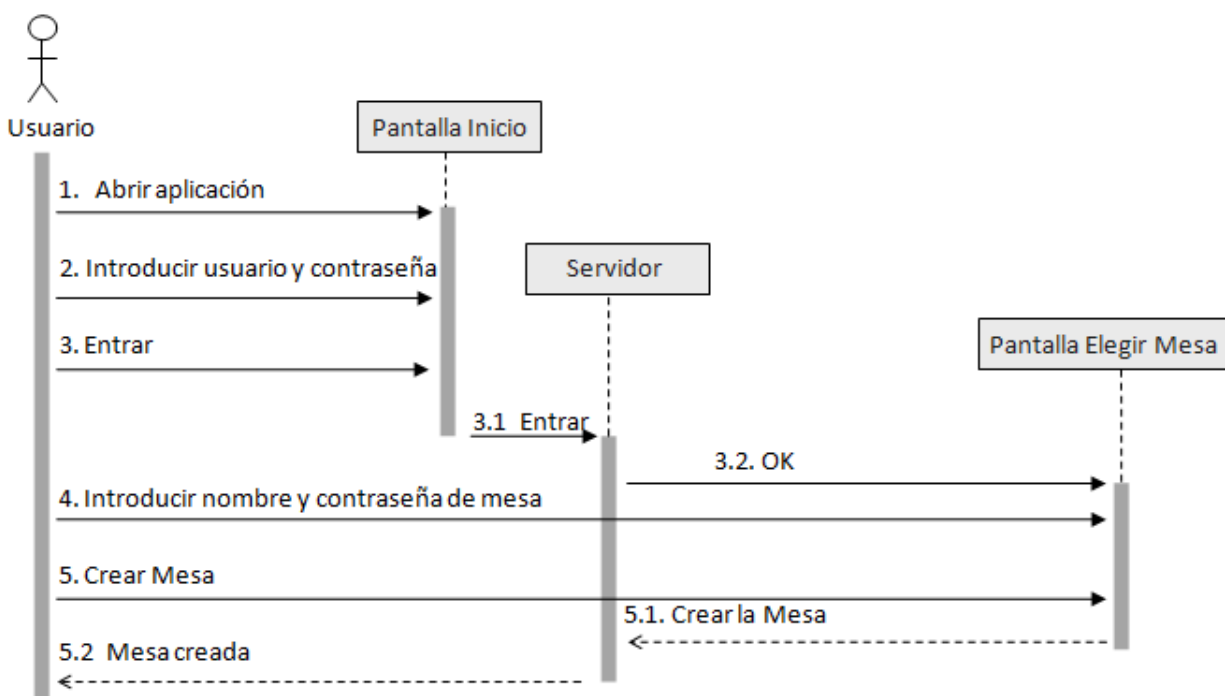 Usuario
Pantalla Inicio
1. Abrir aplicación
2. Introducir usuario y contraseña
Servidor
3. Entrar
Pantalla Elegir Mesa
3.1 Entrar
3.2. OK
4. Introducir nombre y contraseña de mesa
5. Crear Mesa
5.1. Crear la Mesa
5.2 Mesa creada